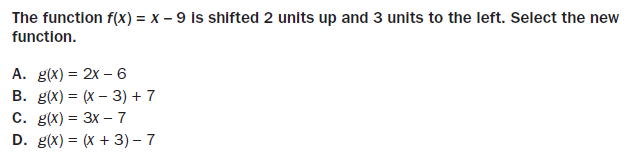 The function f(x) = x – 9 is shifted 2 units up and 3 units to the left. Select the new
function.
A. g(x) = 2x – 6
B. g(x) = (x – 3) + 7
C. g(x) = 3x – 7
D. g(x) = (x + 3) – 7